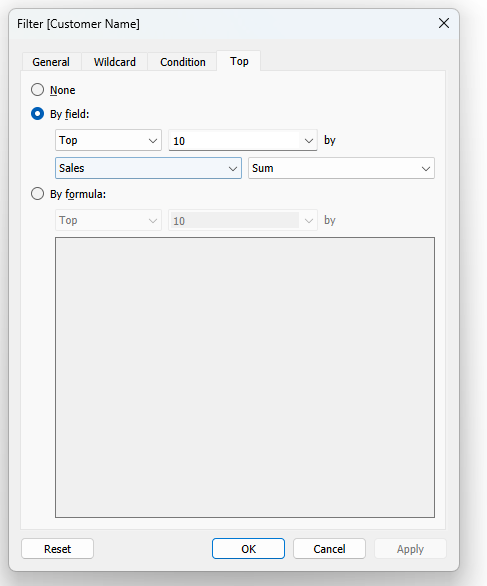 Filter [Customer Name]
General Wildcard Condition Top
None
By field:
Top 10 by
Sales Sum
By formula:
Top 10 by
Reset OK Cancel Apply